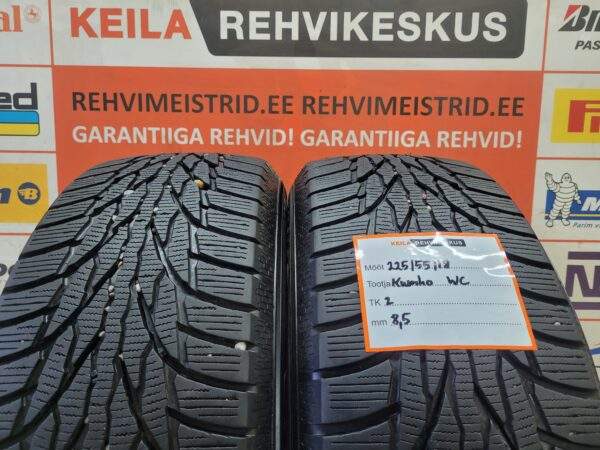 KEILA REHVIKESKUS
REHVIMEISTRID.EE REHVIMEISTRID.EE
GARANTIIGA REHVID! GARANTIIGA REHVID!
KEILA REHVIKESKUS
Mõõt 225/55/18
Tootja Kumho WC
TK 2
mm 8,5